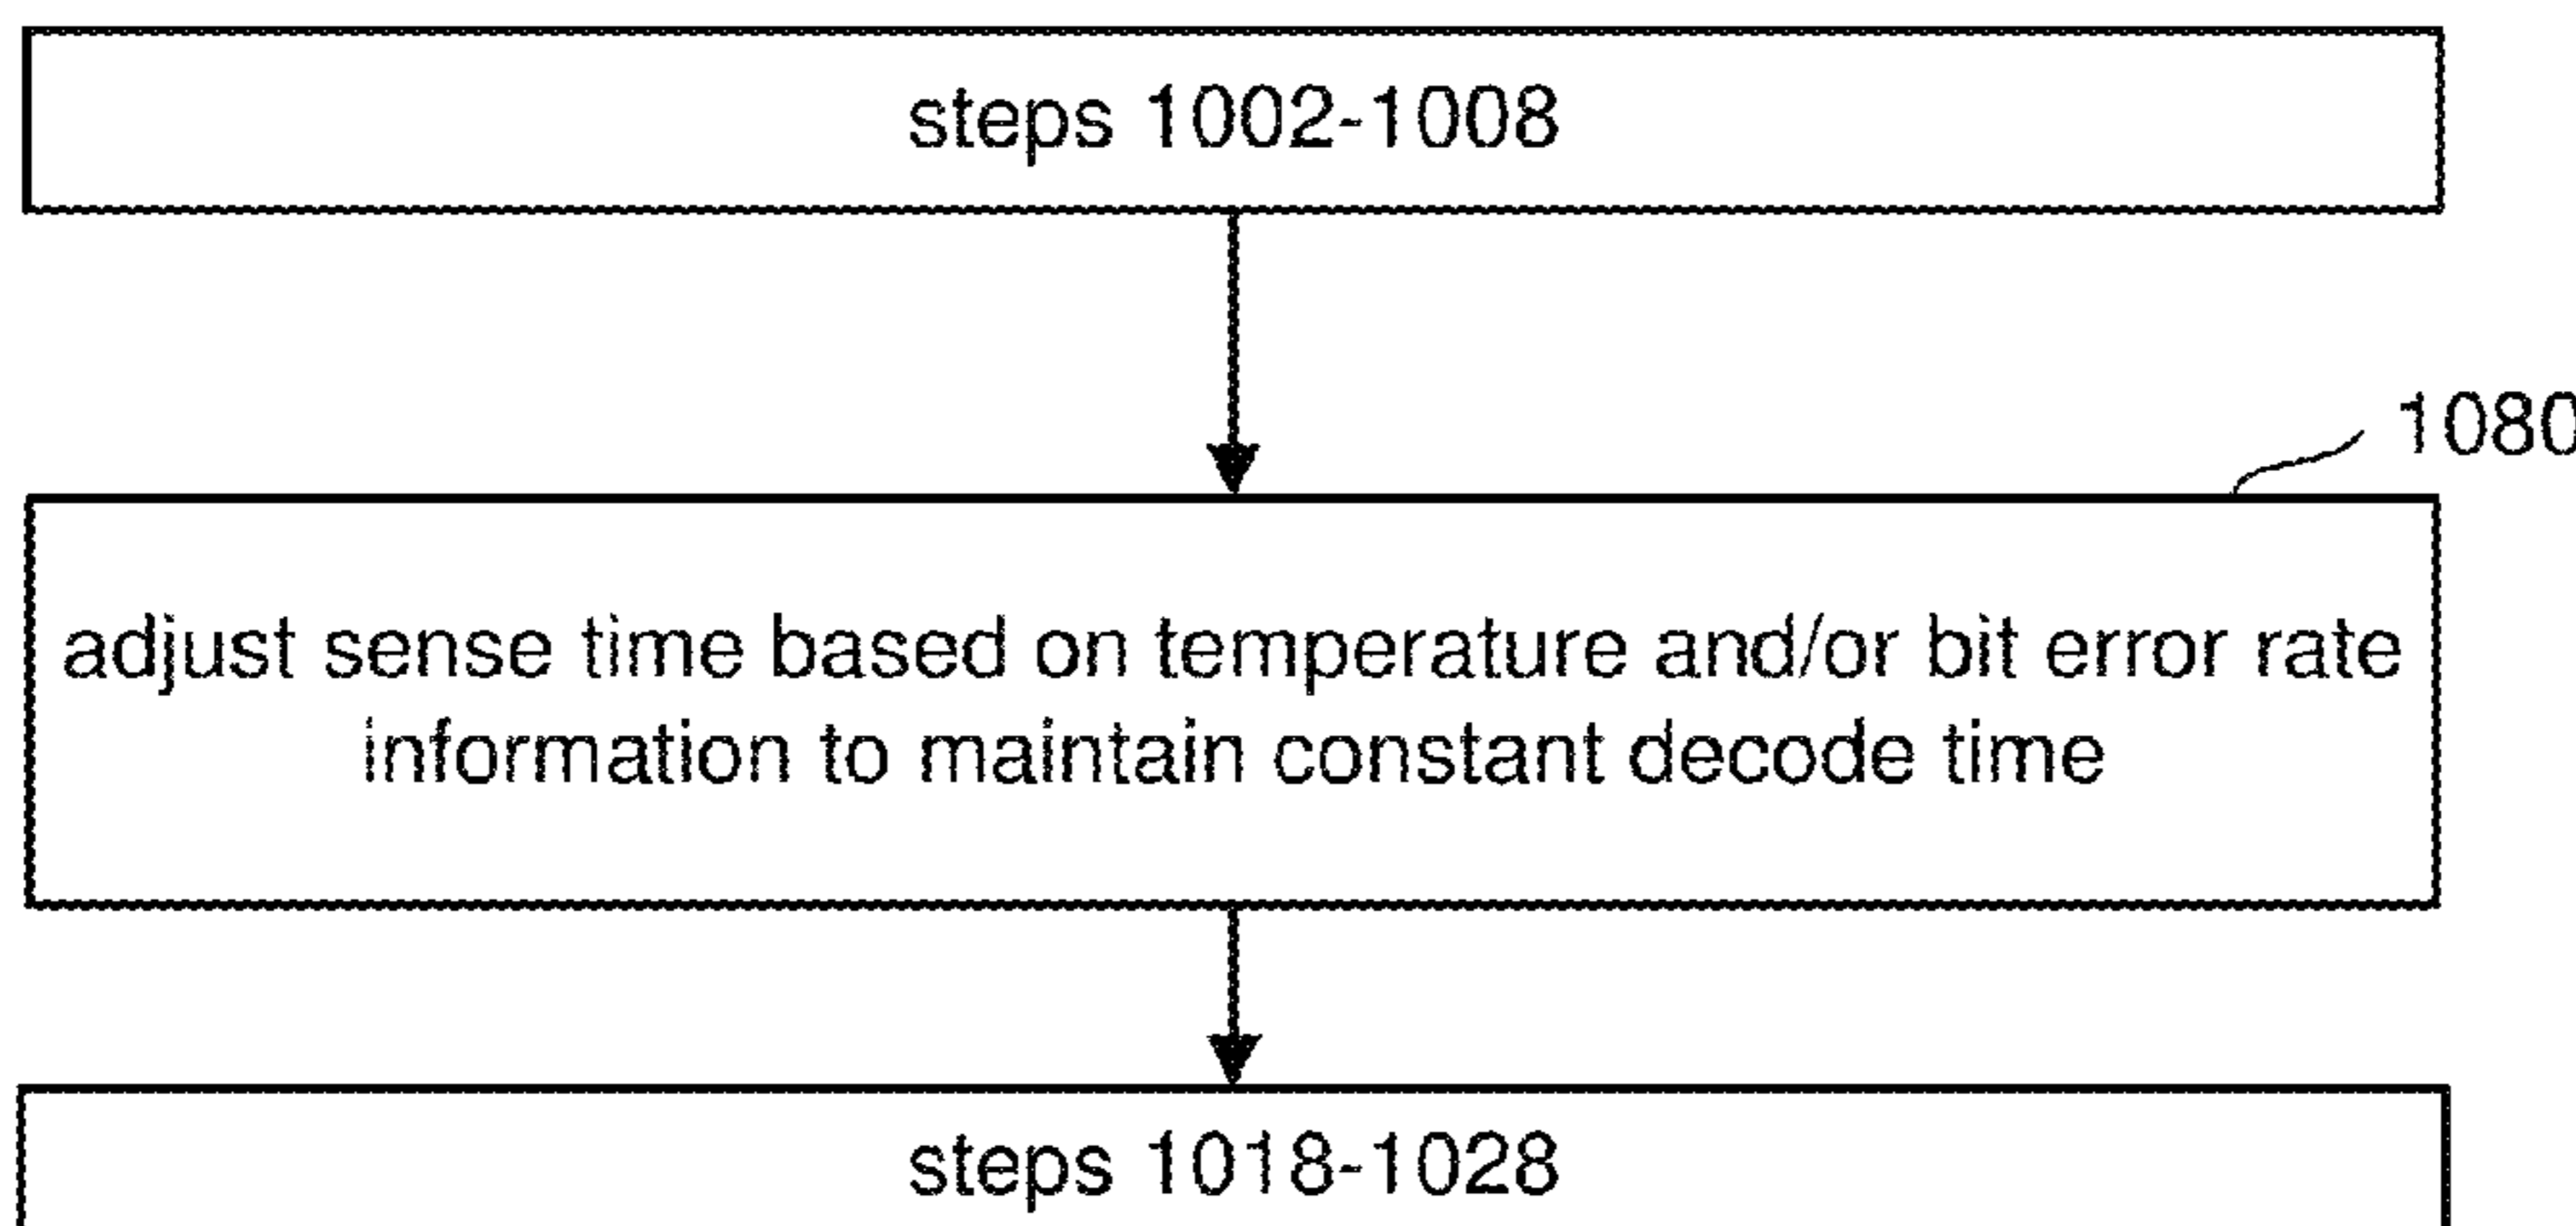 steps 1002-1008
1080
adjust sense time based on temperature and/or bit error rate
information to maintain constant decode time
steps 1018-1028